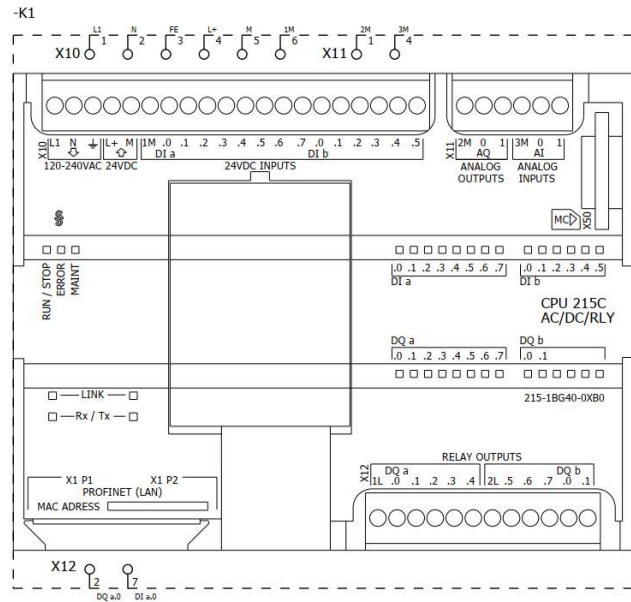 -K1
L1 N FE L+ M 1M 2M 3M
X10 1 2 3 4 5 6 X11 1 4
X10 L1 N L+ M 1M .0 .1 .2 .3 .4 .5 .6 .7 .0 .1 .2 .3 .4 .5 X11 2M 0 1 3M 0 1
DI a DI b AQ AI
120-240VAC 24VDC 24VDC INPUTS ANALOG OUTPUTS ANALOG INPUTS
MC X50
RUN / STOP
ERROR
MAINT
.0 .1 .2 .3 .4 .5 .6 .7 .0 .1 .2 .3 .4 .5
DI a DI b
CPU 215C
AC/DC/RLY
DQ a DQ b
.0 .1 .2 .3 .4 .5 .6 .7 .0 .1
LINK
215-1BG40-0XB0
Rx / Tx
RELAY OUTPUTS
X12 DQ a DQ b
1L .0 .1 .2 .3 .4 2L .5 .6 .7 .0 .1
X1 P1 X1 P2
PROFINET (LAN)
MAC ADRESS
X12 2 7
DQ a.0 DI a.0